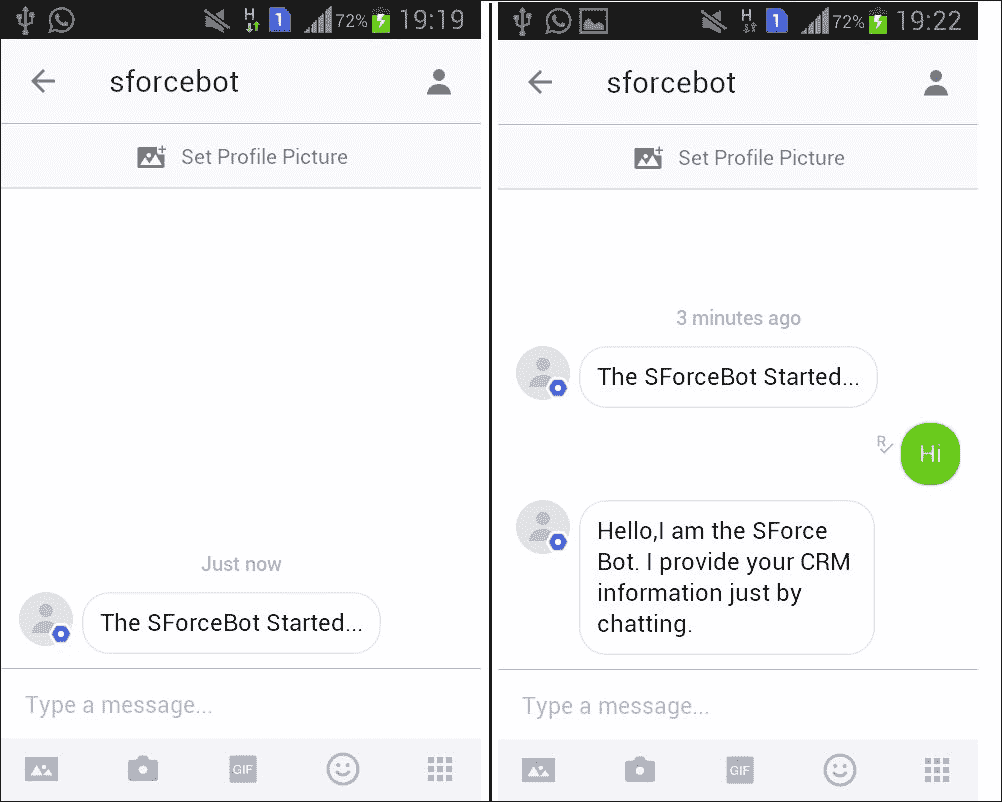 H 1 72% 19:19
sforcebot
Set Profile Picture
Just now
The SForceBot Started...
Type a message...
GIF
H 1 72% 19:22
sforcebot
Set Profile Picture
3 minutes ago
The SForceBot Started...
R
Hi
Hello,I am the SForce
Bot. I provide your CRM
information just by
chatting.
Type a message...
GIF